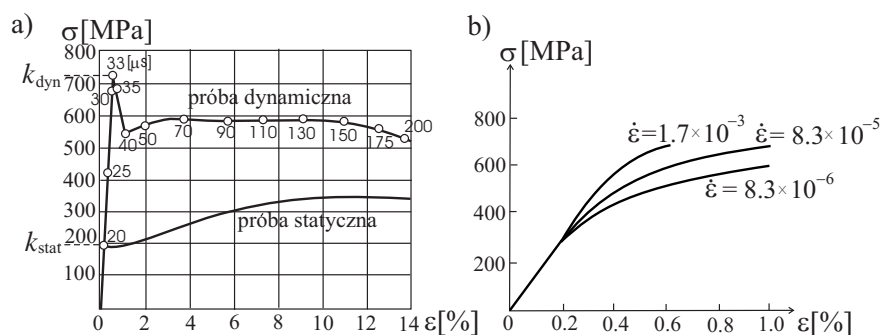 a)
σ[MPa]
800
k_dyn
700
33[μs]
30
35
próba dynamiczna
600
40
50
70
90
110
130
150
175
200
500
25
400
300
próba statyczna
k_stat
200
20
100
0
2
4
6
8
10
12
14
ε[%]
b)
σ[MPa]
800
ε̇=1.7×10⁻³
ε̇=8.3×10⁻⁵
600
ε̇=8.3×10⁻⁶
400
200
0
0.2
0.4
0.6
0.8
1.0
ε[%]